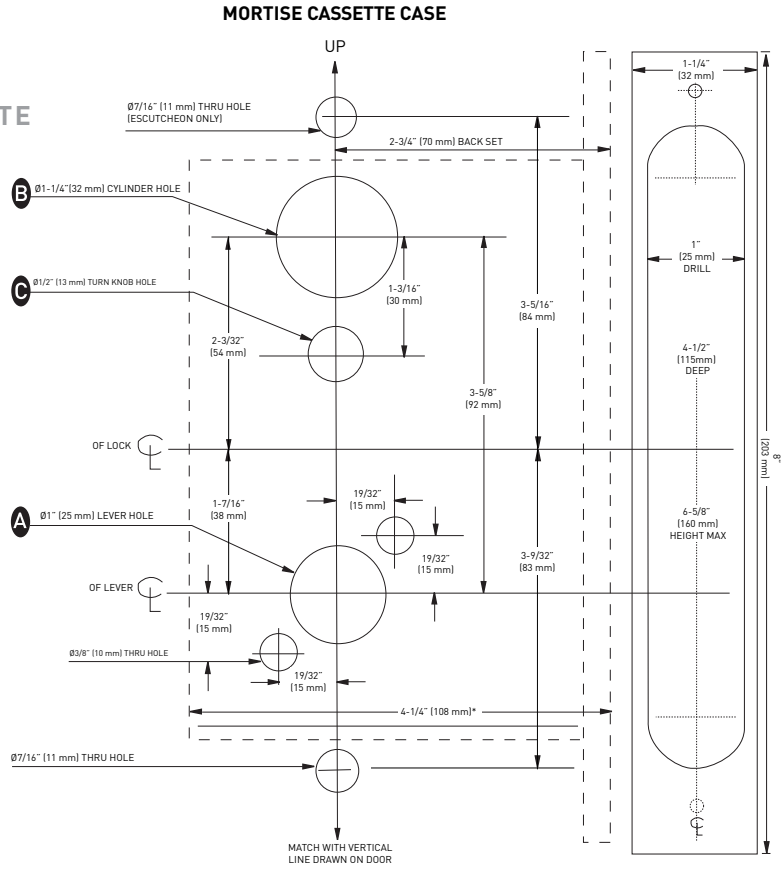 MORTISE CASSETTE CASE
UP
TE
Ø7/16" (11 mm) THRU HOLE
(ESCUTCHEON ONLY)
1-1/4"
(32 mm)
2-3/4" (70 mm) BACK SET
B Ø1-1/4"(32 mm) CYLINDER HOLE
1"
(25 mm)
DRILL
C Ø1/2" (13 mm) TURN KNOB HOLE
1-3/16"
(30 mm)
3-5/16"
(84 mm)
2-3/32"
(54 mm)
4-1/2"
(115mm)
DEEP
3-5/8"
(92 mm)
OF LOCK CL
8"
(203 mm)
19/32"
(15 mm)
1-7/16"
(38 mm)
6-5/8"
(160 mm)
HEIGHT MAX
A Ø1" (25 mm) LEVER HOLE
19/32"
(15 mm)
3-9/32"
(83 mm)
OF LEVER CL
19/32"
(15 mm)
Ø3/8" (10 mm) THRU HOLE
19/32"
(15 mm)
4-1/4" (108 mm)*
Ø7/16" (11 mm) THRU HOLE
CL
MATCH WITH VERTICAL
LINE DRAWN ON DOOR